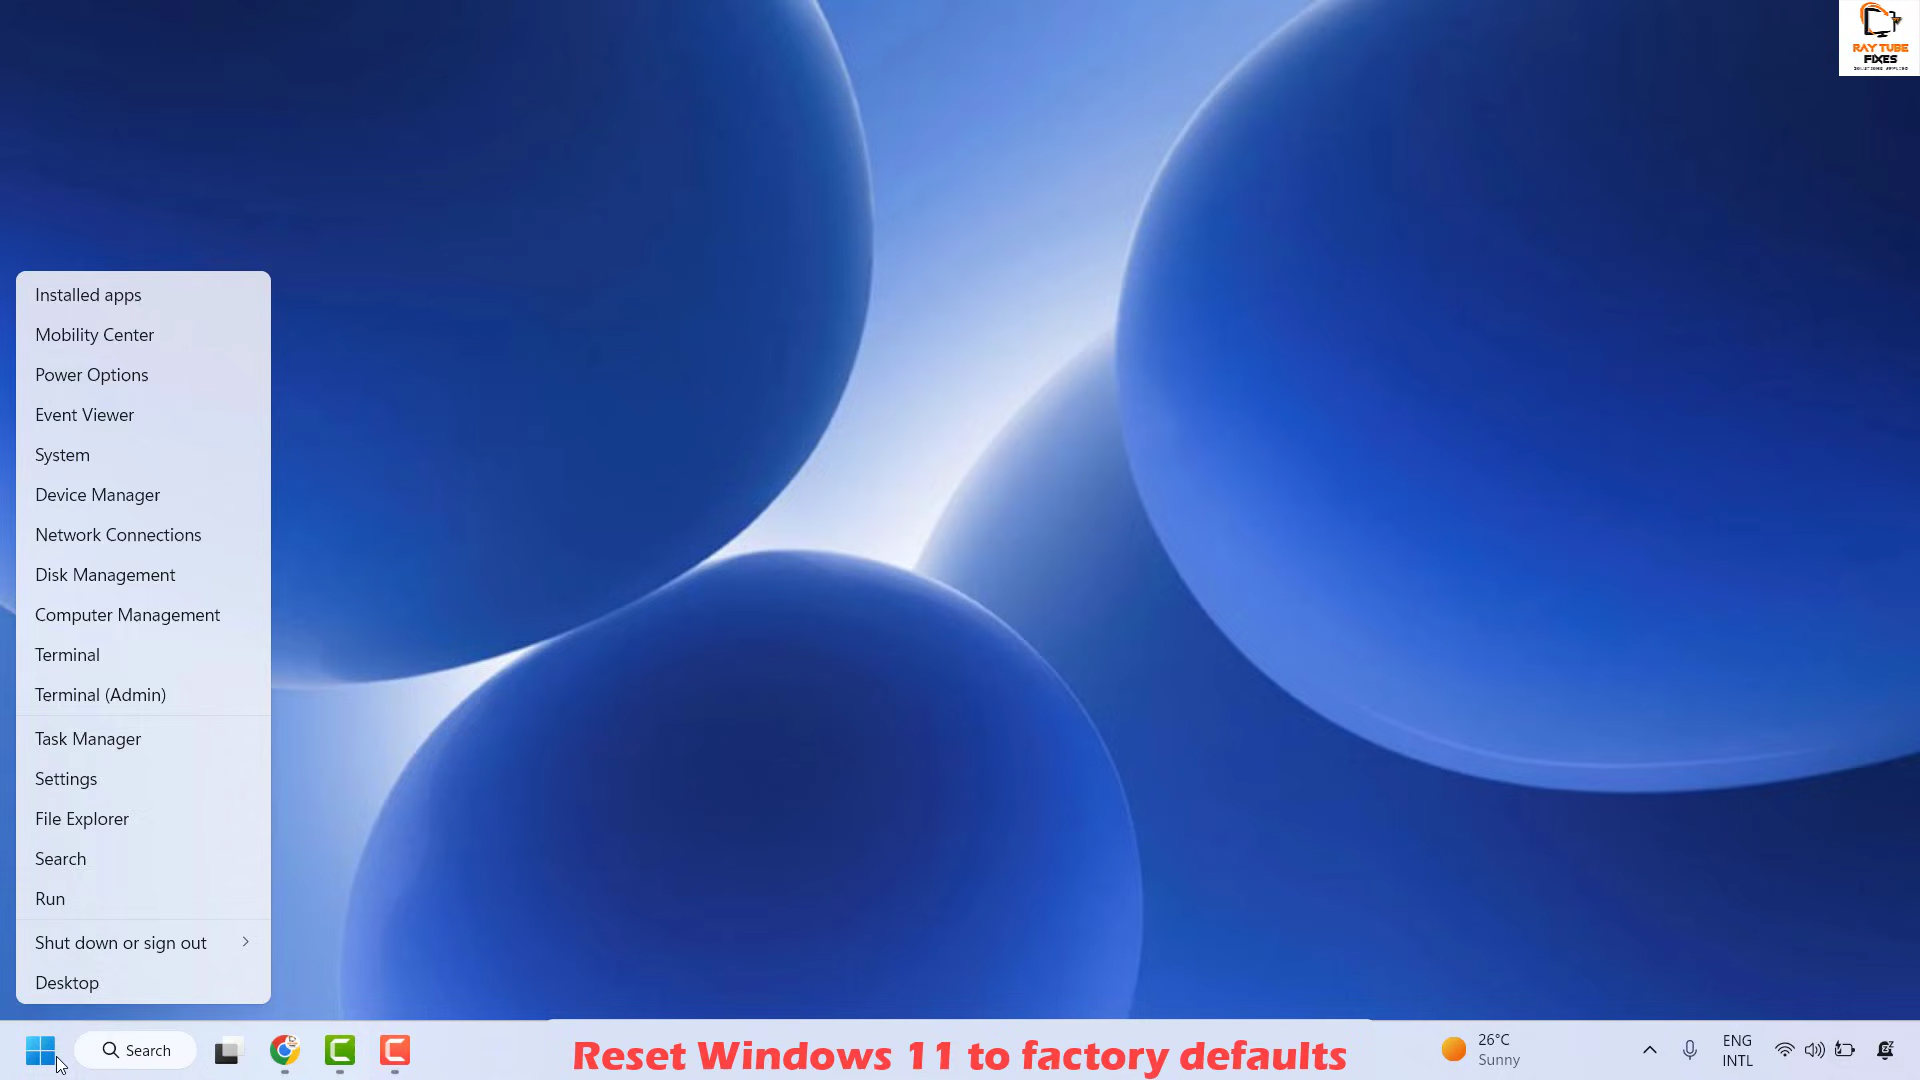 RAY TUBE
FIXES
SOLUTIONS APPLIED
Installed apps
Mobility Center
Power Options
Event Viewer
System
Device Manager
Network Connections
Disk Management
Computer Management
Terminal
Terminal (Admin)
Task Manager
Settings
File Explorer
Search
Run
Shut down or sign out
Desktop
Search
Reset Windows 11 to factory defaults
26°C
Sunny
ENG
INTL